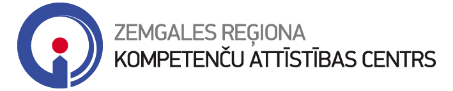 ZEMGALES REĢIONA
KOMPETENČU ATTĪSTĪBAS CENTRS